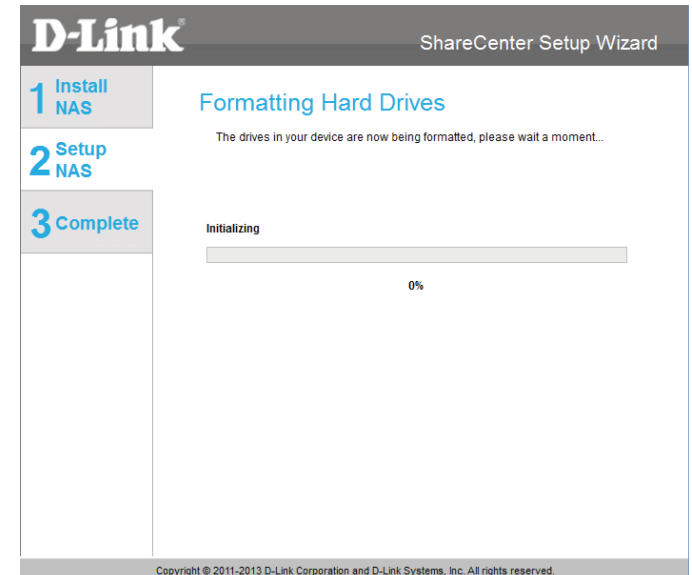 D-Link®
ShareCenter Setup Wizard
1 Install NAS
2 Setup NAS
3 Complete
Formatting Hard Drives
The drives in your device are now being formatted, please wait a moment...
Initializing
0%
Copyright © 2011-2013 D-Link Corporation and D-Link Systems, Inc. All rights reserved.